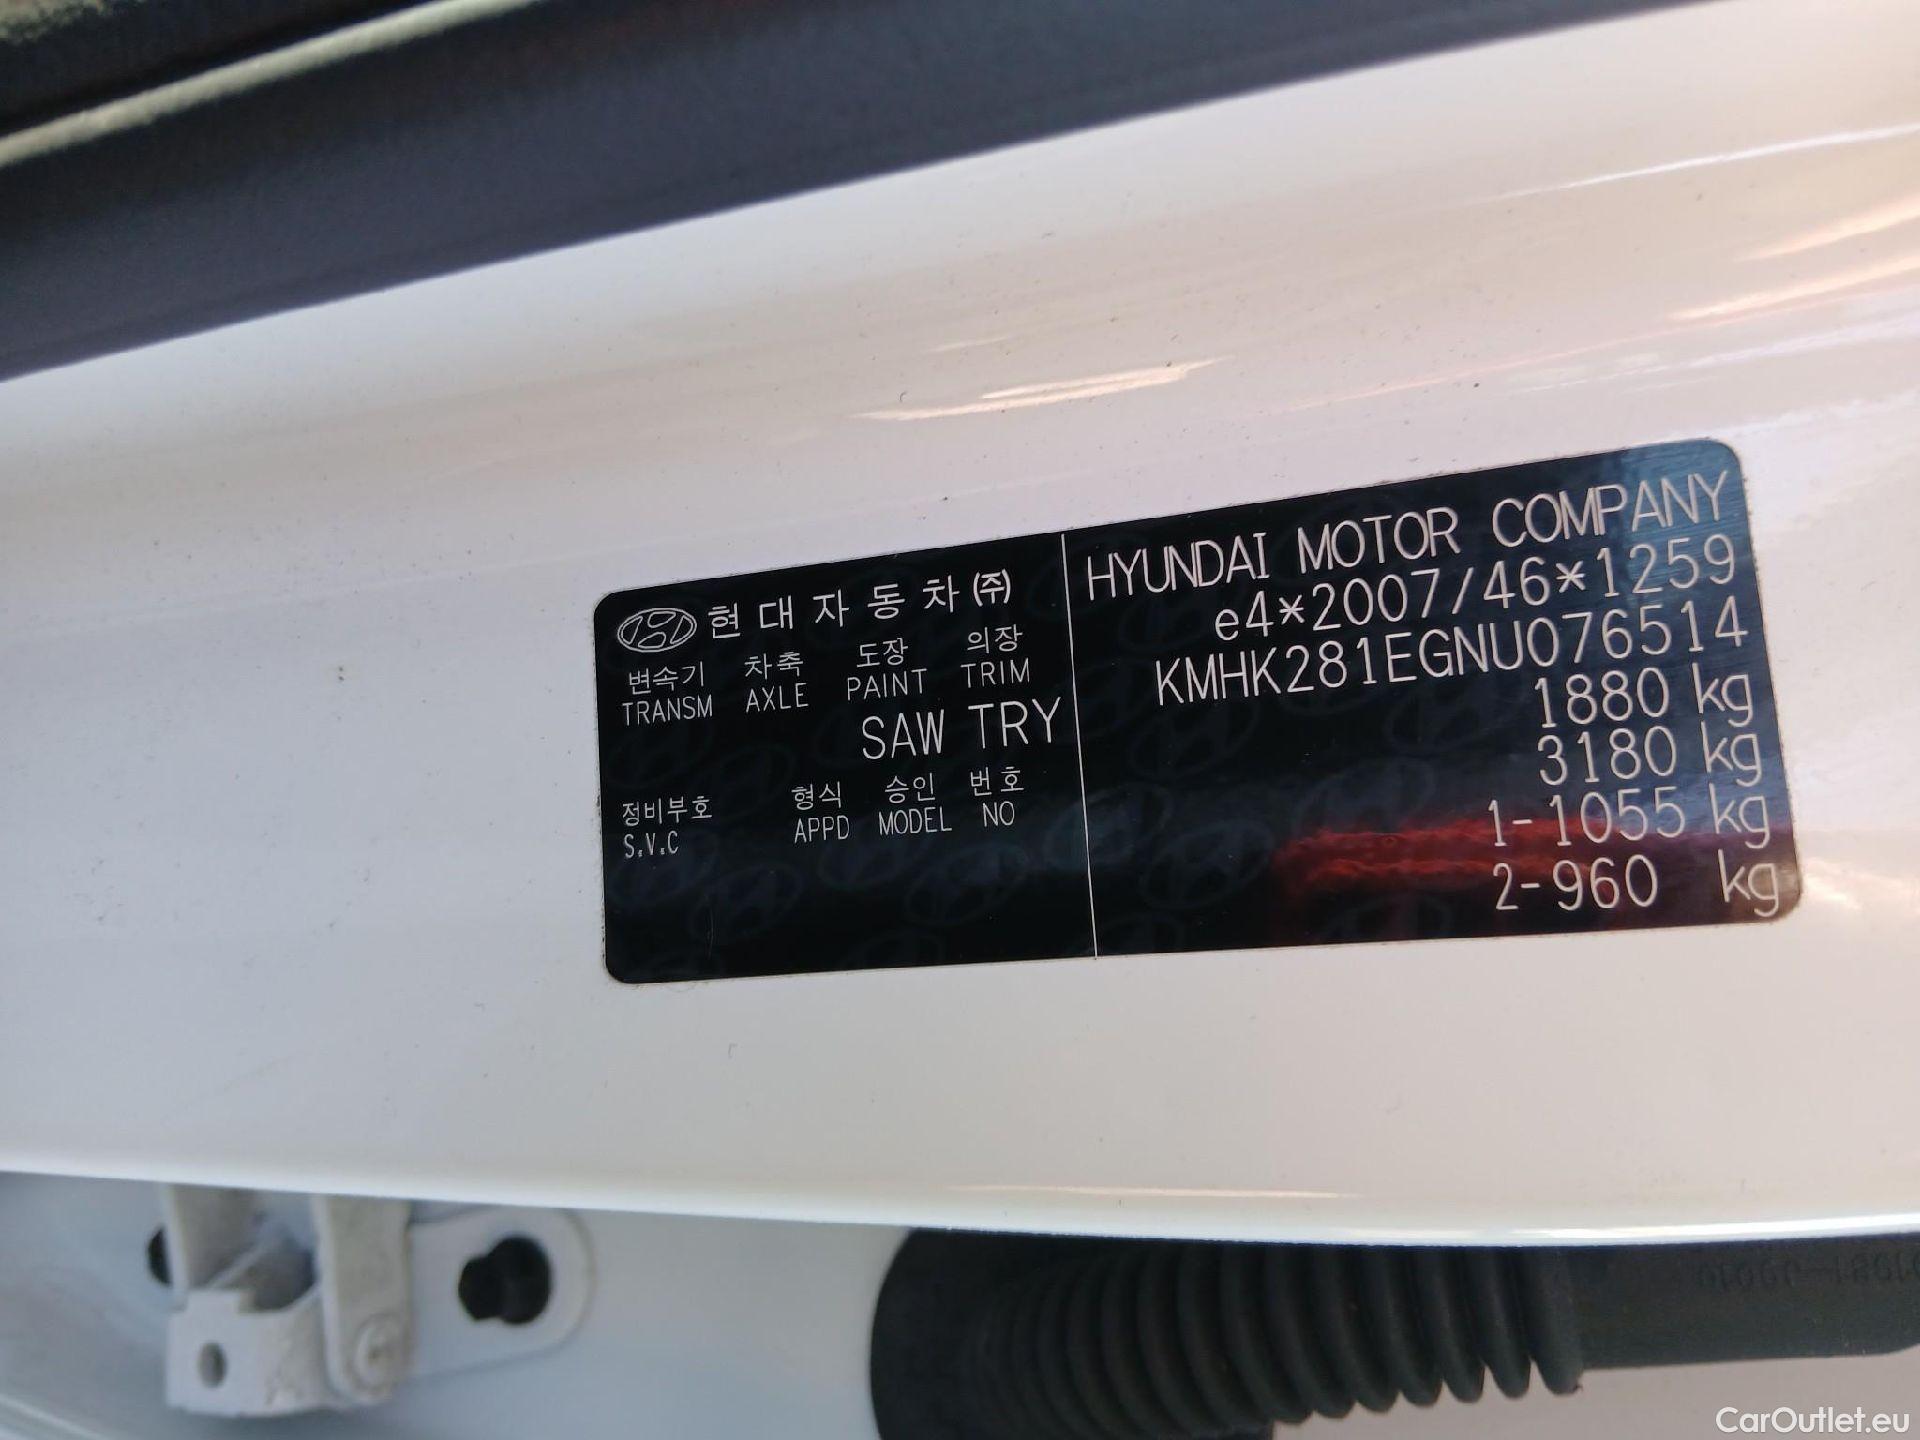 현대자동차(주)
변속기 차축 도장 의장
TRANSM AXLE PAINT TRIM
SAW TRY
정비부호 형식 승인 번호
S.V.C APPD MODEL NO
HYUNDAI MOTOR COMPANY
e4*2007/46*1259
KMHK281EGNU076514
1880 kg
3180 kg
1-1055 kg
2-960 kg
CarOutlet.eu